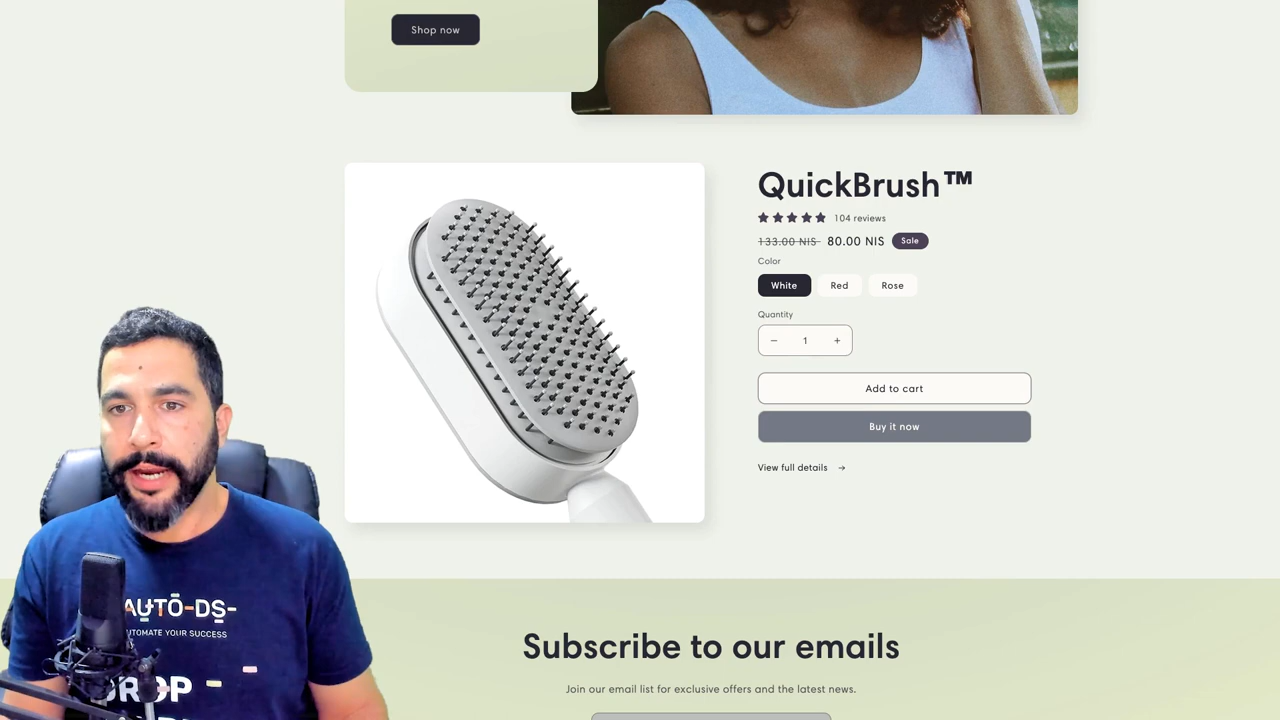 Shop now
QuickBrush™
104 reviews
133.00 NIS 80.00 NIS Sale
Color
White Red Rose
Quantity
− 1 +
Add to cart
Buy it now
View full details →
Subscribe to our emails
Join our email list for exclusive offers and the latest news.
AUTO-DS-
AUTOMATE YOUR SUCCESS
DROP